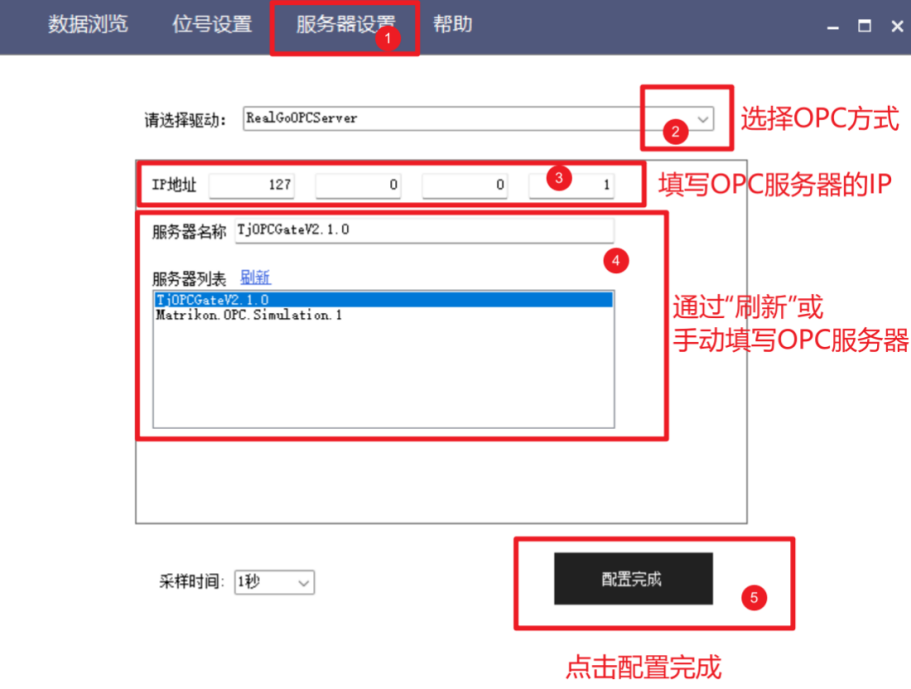 数据浏览 位号设置 服务器设置 帮助
1
请选择驱动： RealGoOPCServer
2
选择OPC方式
IP地址 127 0 0 1
3
填写OPC服务器的IP
服务器名称 TjOPCGateV2.1.0
4
服务器列表 刷新
TjOPCGateV2.1.0
Matrikon.OPC.Simulation.1
通过“刷新”或
手动填写OPC服务器
采样时间: 1秒
配置完成
5
点击配置完成